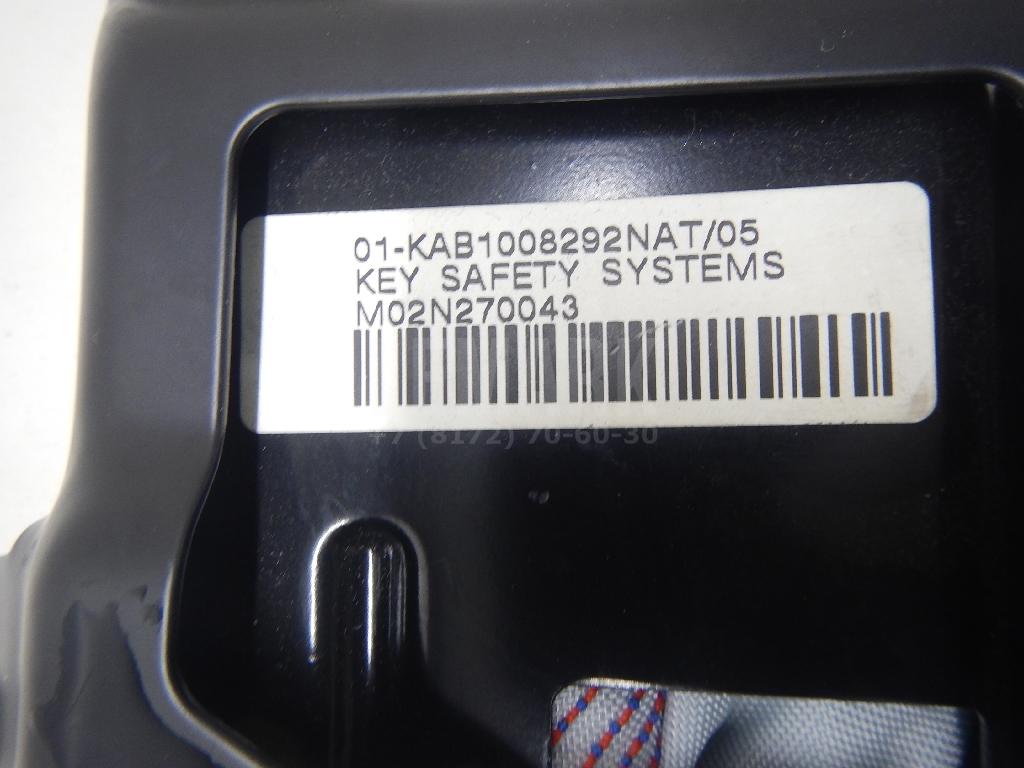 01-KAB1008292NAT/05
KEY SAFETY SYSTEMS
M02N270043
+7 (8172) 70-60-30